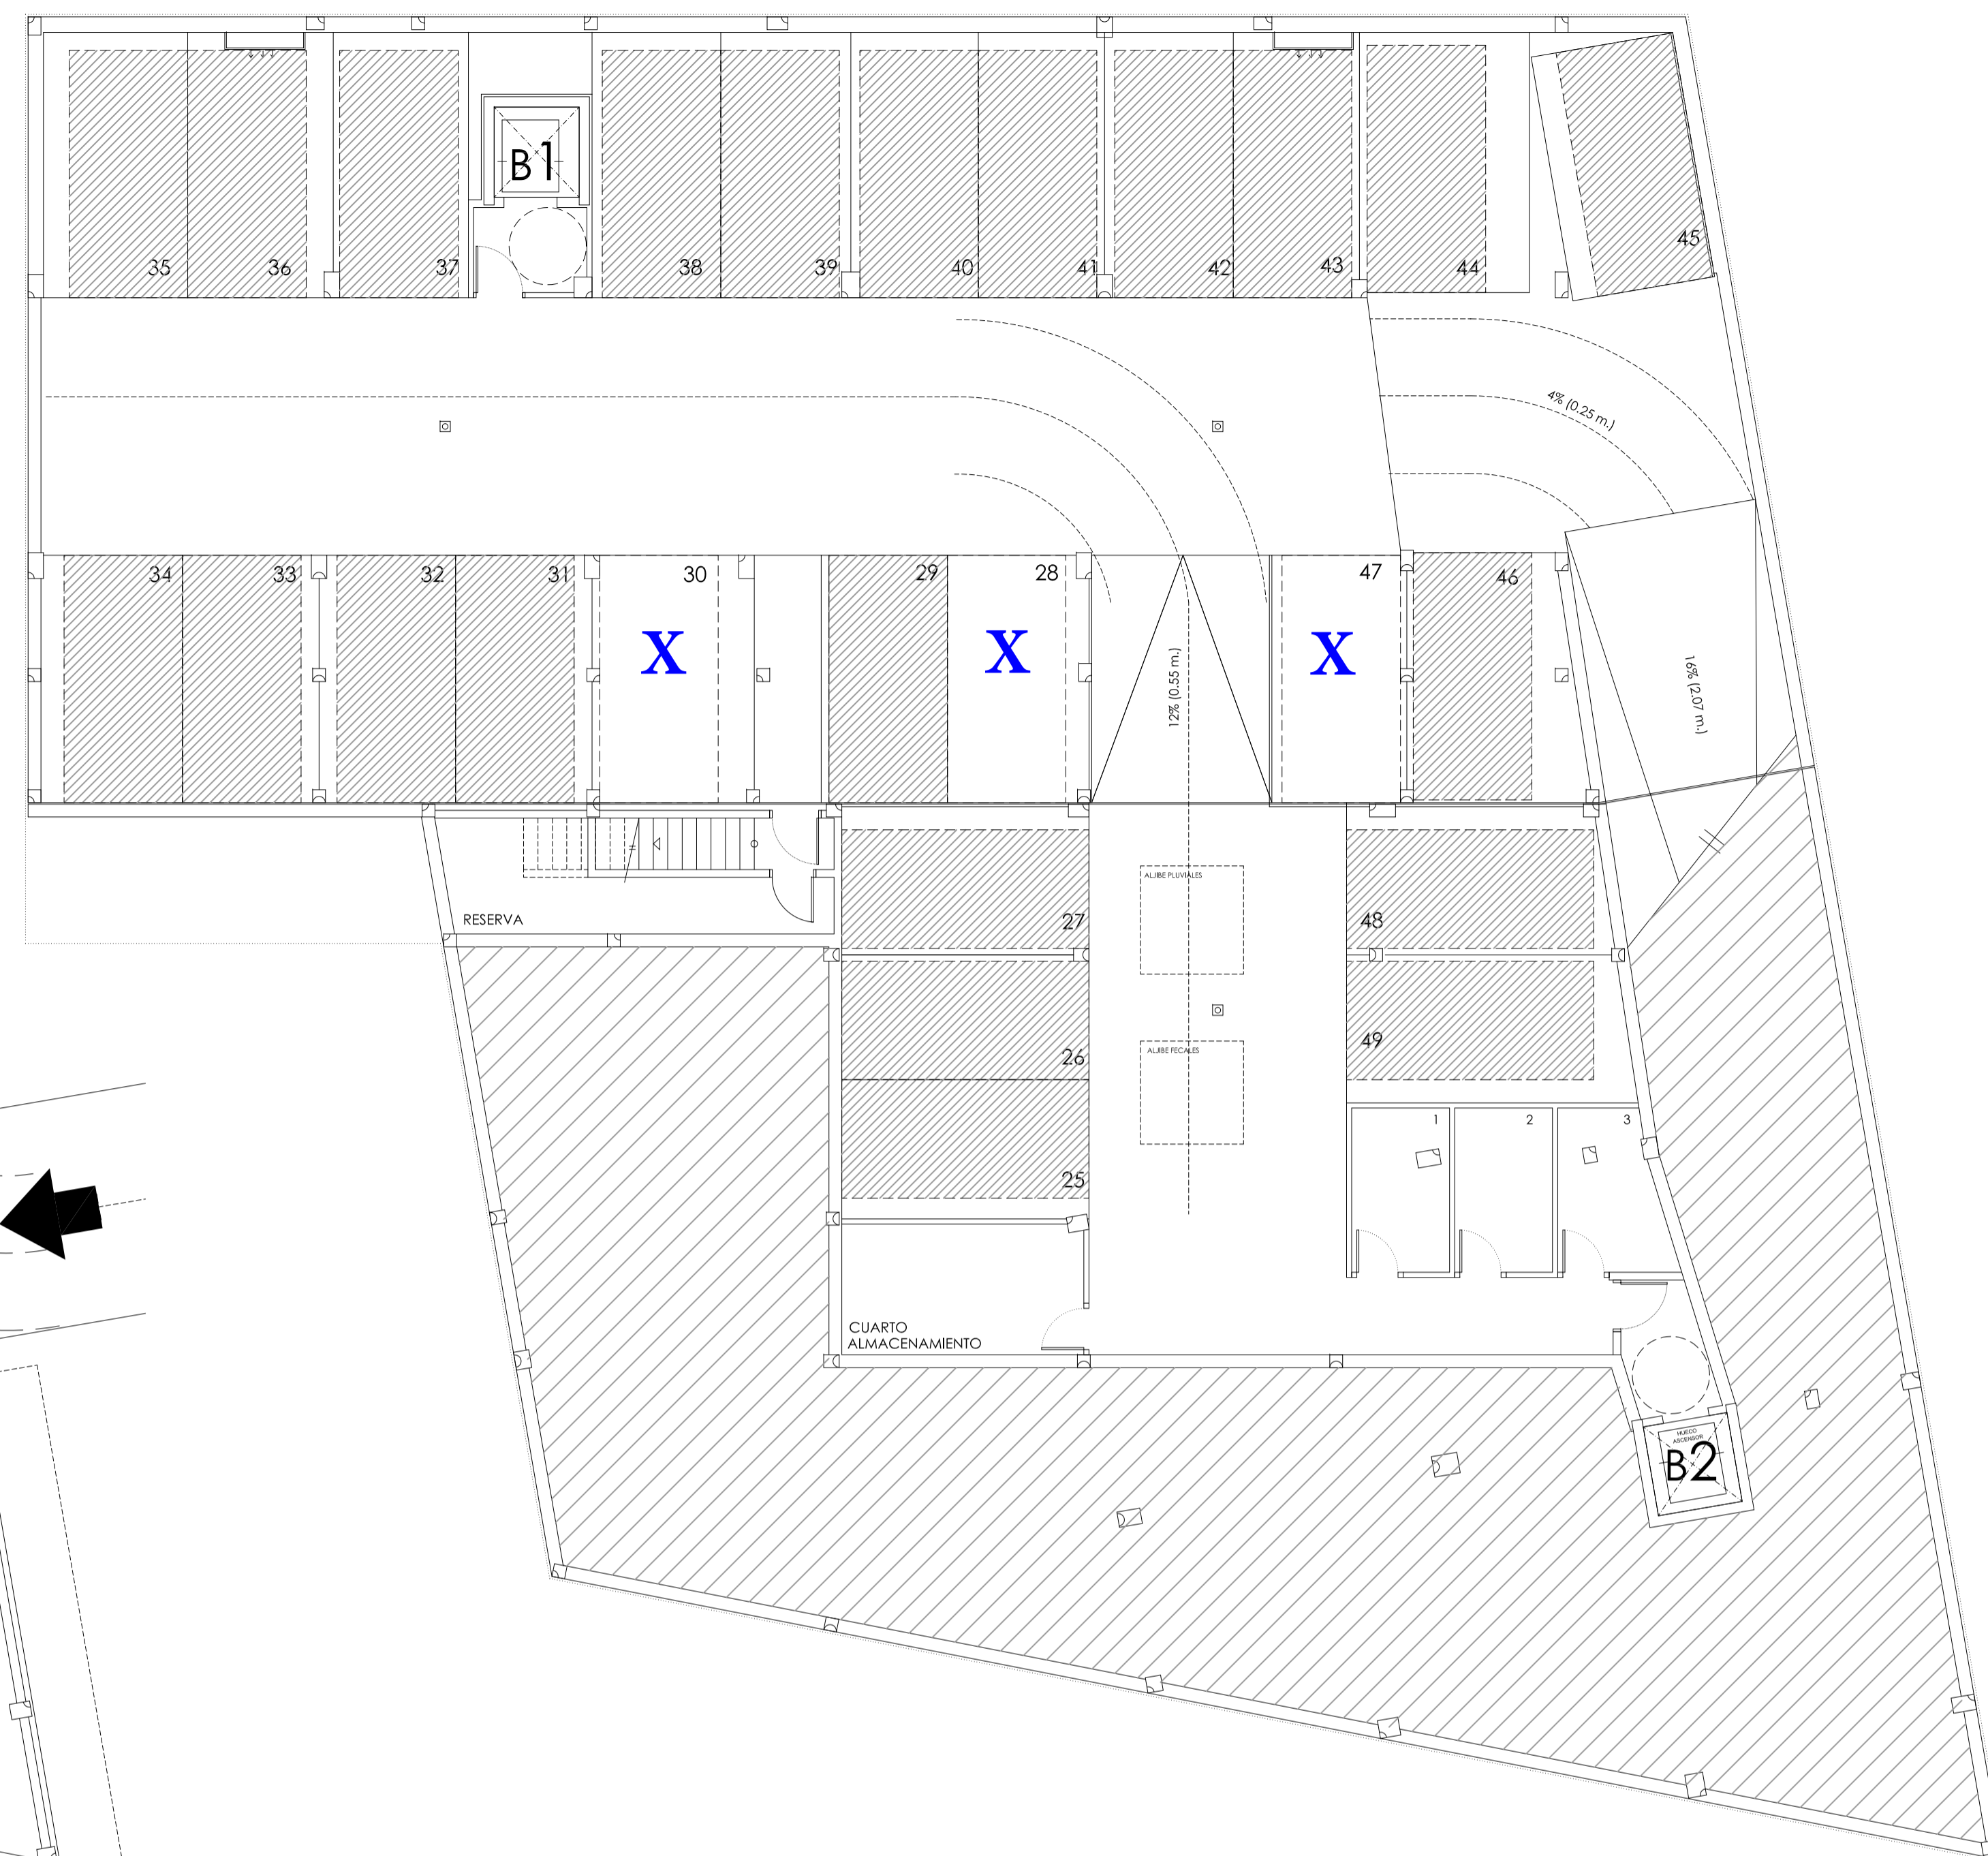 B1
35
36
37
38
39
40
41
42
43
44
45
4% (0.25 m.)
34
33
32
31
30
29
28
47
46
X
X
X
12% (0.55 m.)
16% (2.07 m.)
RESERVA
27
ALJIBE PLUVIALES
48
26
ALJIBE FECALES
49
25
1
2
3
CUARTO
ALMACENAMIENTO
HUECO
ASCENSOR
B2